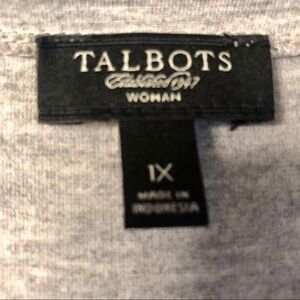 TALBOTS
Established 1947
WOMAN
1X
MADE IN
INDONESIA